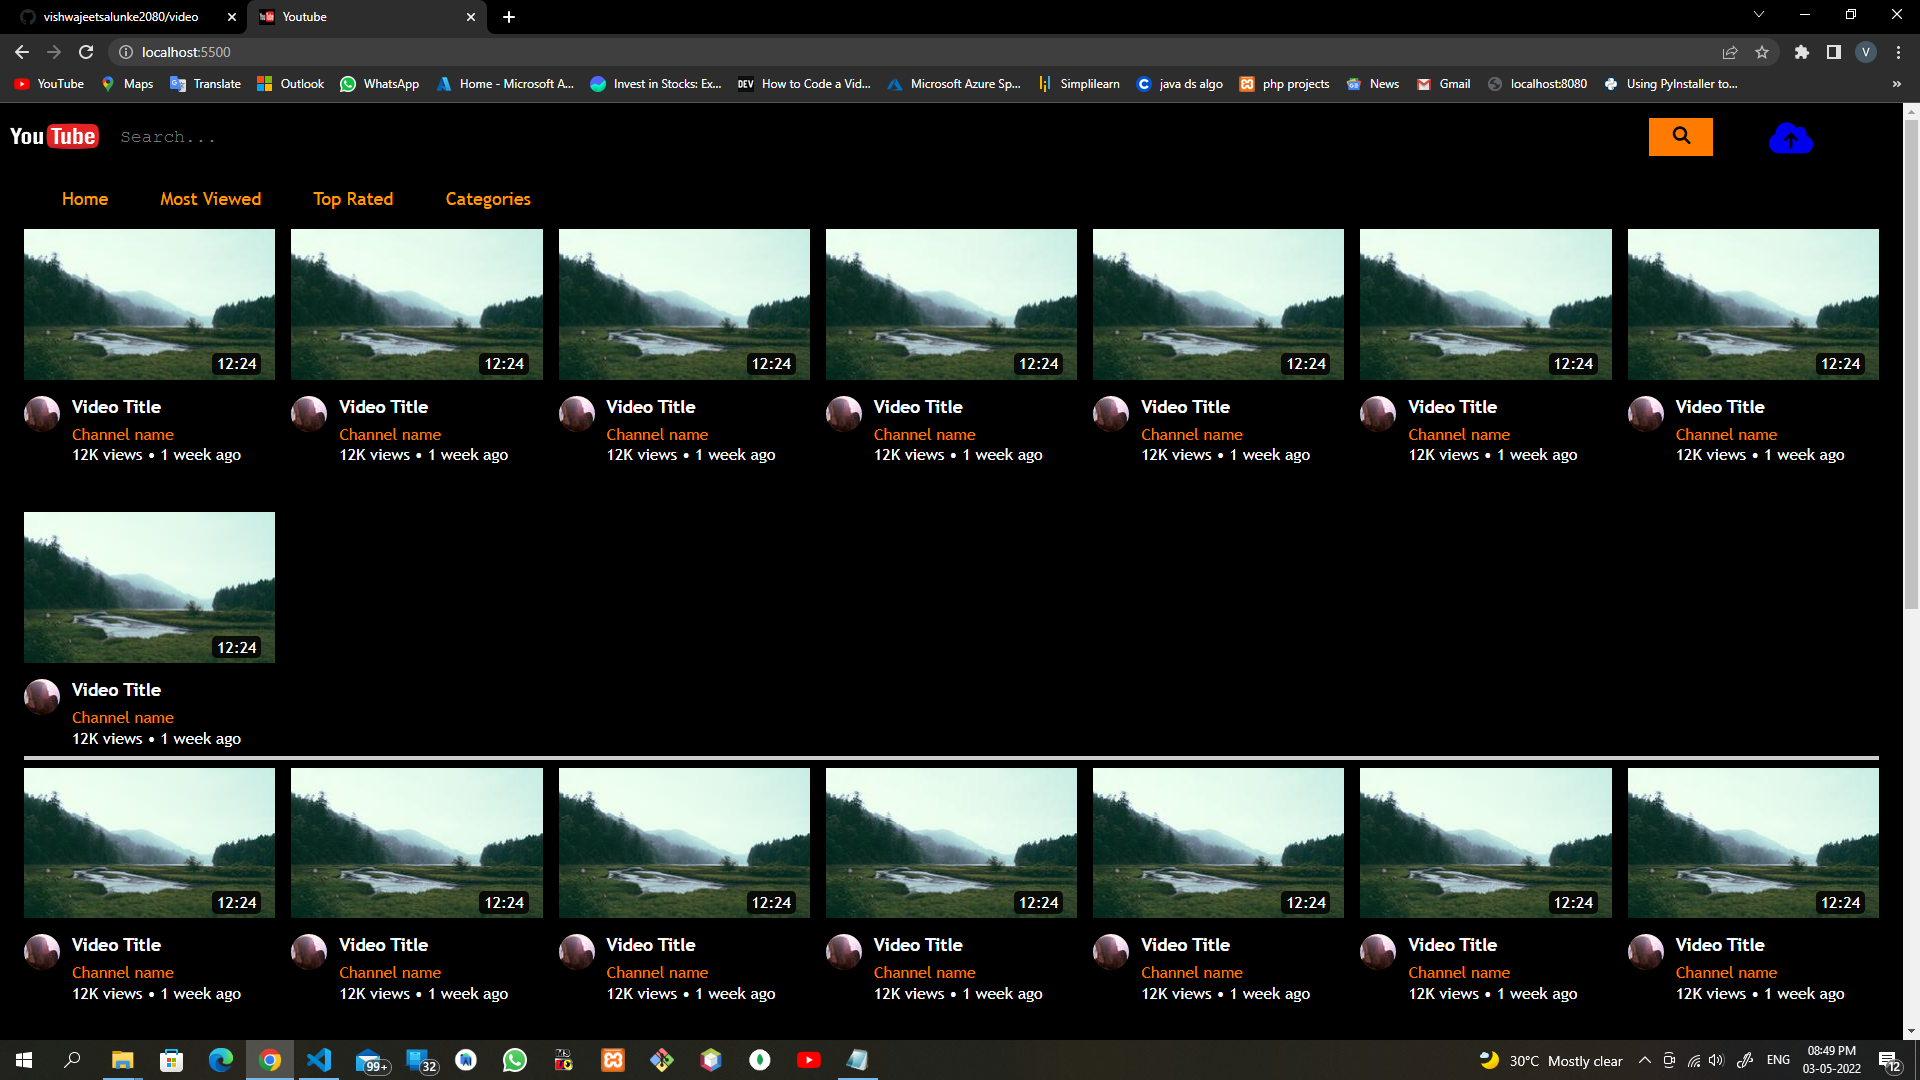 vishwajeetsalunke2080/video
Youtube
localhost:5500
V
YouTube
Maps
Translate
Outlook
WhatsApp
Home - Microsoft A...
Invest in Stocks: Ex...
DEV
How to Code a Vid...
Microsoft Azure Sp...
Simplilearn
java ds algo
php projects
News
Gmail
localhost:8080
Using PyInstaller to...
»
YouTube
Search...
Home Most Viewed Top Rated Categories
12:24 12:24 12:24 12:24 12:24 12:24 12:24
Video Title Video Title Video Title Video Title Video Title Video Title Video Title
Channel name Channel name Channel name Channel name Channel name Channel name Channel name
12K views • 1 week ago 12K views • 1 week ago 12K views • 1 week ago 12K views • 1 week ago 12K views • 1 week ago 12K views • 1 week ago 12K views • 1 week ago
12:24
Video Title
Channel name
12K views • 1 week ago
12:24 12:24 12:24 12:24 12:24 12:24 12:24
Video Title Video Title Video Title Video Title Video Title Video Title Video Title
Channel name Channel name Channel name Channel name Channel name Channel name Channel name
12K views • 1 week ago 12K views • 1 week ago 12K views • 1 week ago 12K views • 1 week ago 12K views • 1 week ago 12K views • 1 week ago 12K views • 1 week ago
99+
32
30°C Mostly clear
ENG
08:49 PM
03-05-2022
12